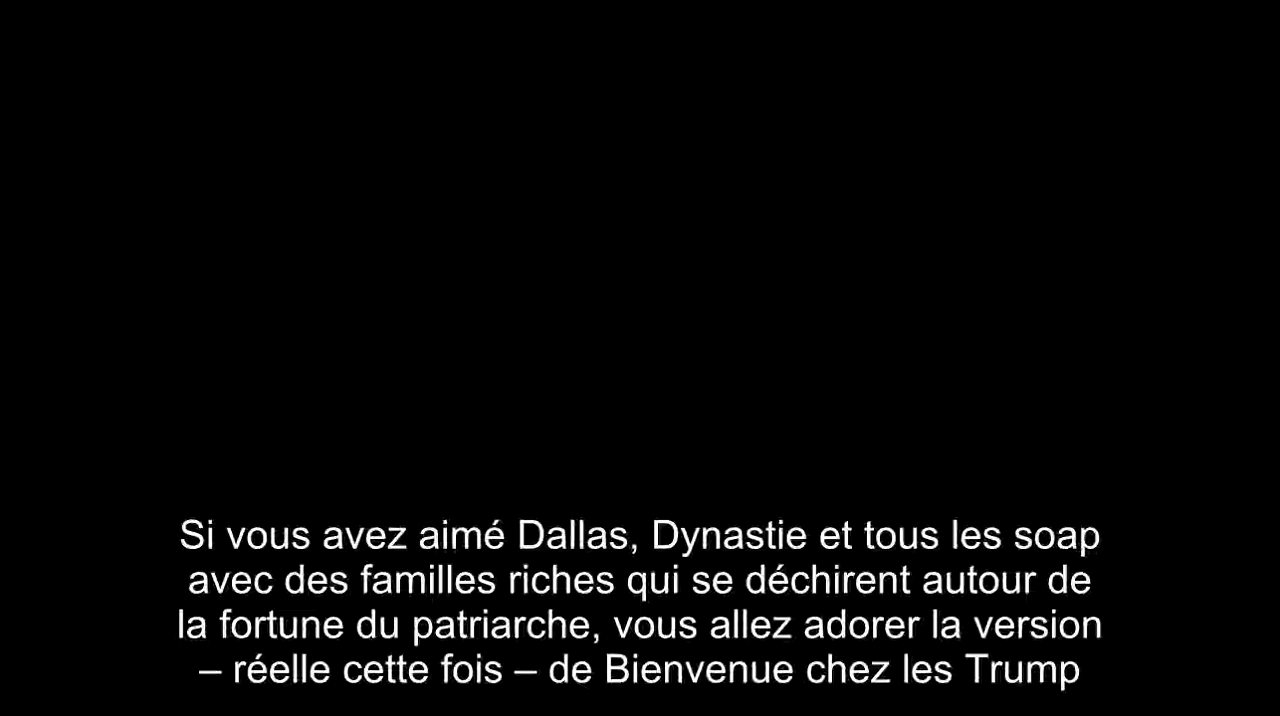 Si vous avez aimé Dallas, Dynastie et tous les soap
avec des familles riches qui se déchirent autour de
la fortune du patriarche, vous allez adorer la version
– réelle cette fois – de Bienvenue chez les Trump